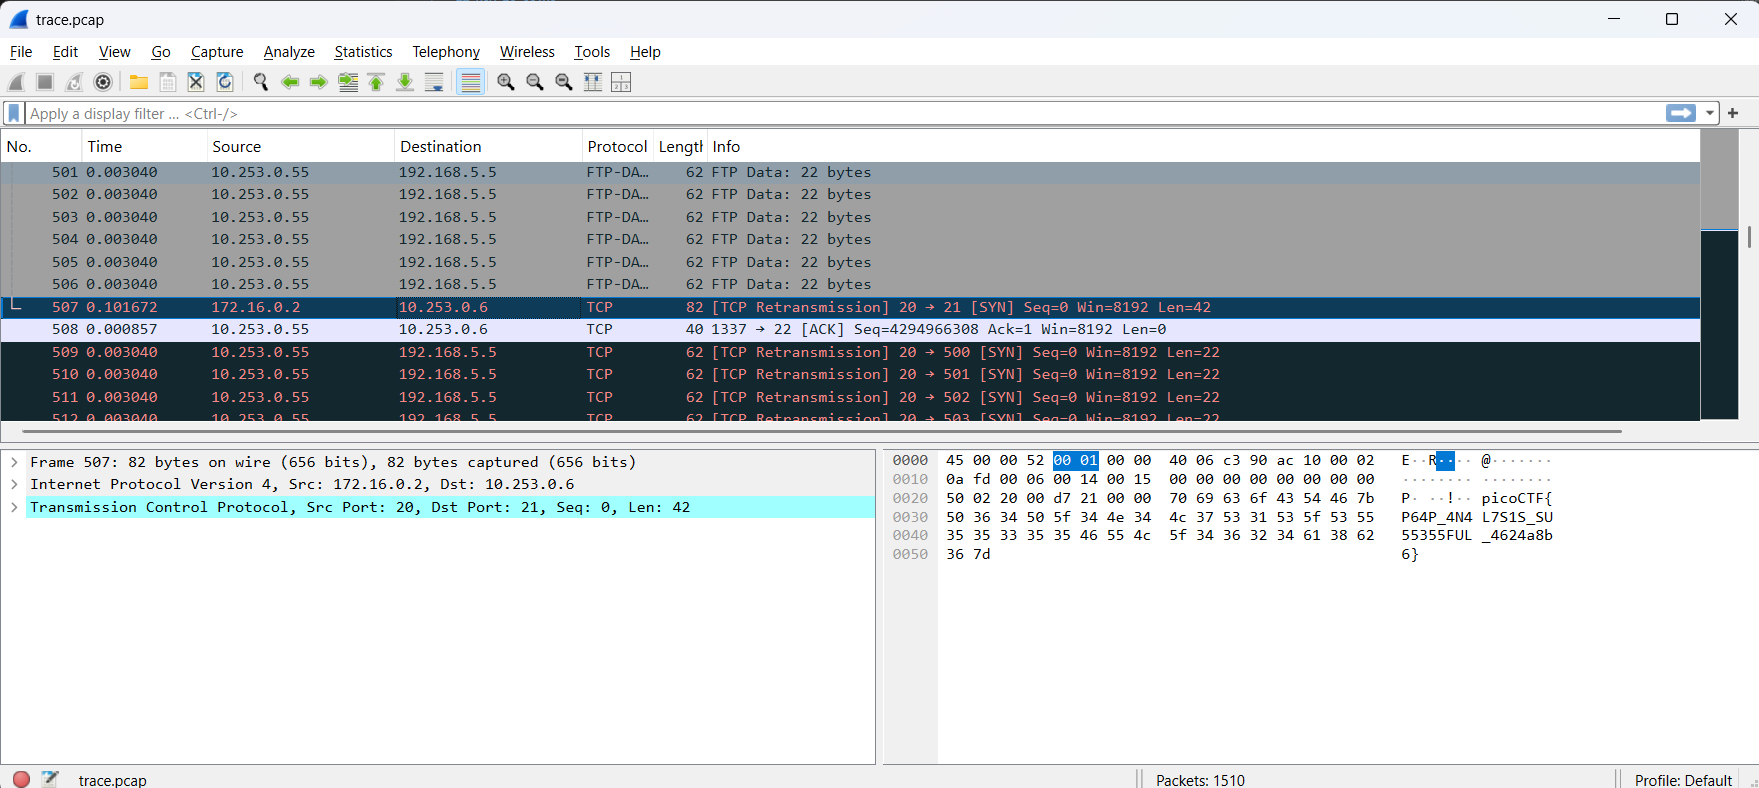 trace.pcap
File Edit View Go Capture Analyze Statistics Telephony Wireless Tools Help
Apply a display filter ... <Ctrl-/>
No. Time Source Destination Protocol Length Info
501 0.003040 10.253.0.55 192.168.5.5 FTP-DA… 62 FTP Data: 22 bytes
502 0.003040 10.253.0.55 192.168.5.5 FTP-DA… 62 FTP Data: 22 bytes
503 0.003040 10.253.0.55 192.168.5.5 FTP-DA… 62 FTP Data: 22 bytes
504 0.003040 10.253.0.55 192.168.5.5 FTP-DA… 62 FTP Data: 22 bytes
505 0.003040 10.253.0.55 192.168.5.5 FTP-DA… 62 FTP Data: 22 bytes
506 0.003040 10.253.0.55 192.168.5.5 FTP-DA… 62 FTP Data: 22 bytes
507 0.101672 172.16.0.2 10.253.0.6 TCP 82 [TCP Retransmission] 20 → 21 [SYN] Seq=0 Win=8192 Len=42
508 0.000857 10.253.0.55 10.253.0.6 TCP 40 1337 → 22 [ACK] Seq=4294966308 Ack=1 Win=8192 Len=0
509 0.003040 10.253.0.55 192.168.5.5 TCP 62 [TCP Retransmission] 20 → 500 [SYN] Seq=0 Win=8192 Len=22
510 0.003040 10.253.0.55 192.168.5.5 TCP 62 [TCP Retransmission] 20 → 501 [SYN] Seq=0 Win=8192 Len=22
511 0.003040 10.253.0.55 192.168.5.5 TCP 62 [TCP Retransmission] 20 → 502 [SYN] Seq=0 Win=8192 Len=22
512 0.003040 10.253.0.55 192.168.5.5 TCP 62 [TCP Retransmission] 20 → 503 [SYN] Seq=0 Win=8192 Len=22
Frame 507: 82 bytes on wire (656 bits), 82 bytes captured (656 bits)
Internet Protocol Version 4, Src: 172.16.0.2, Dst: 10.253.0.6
Transmission Control Protocol, Src Port: 20, Dst Port: 21, Seq: 0, Len: 42
0000 45 00 00 52 00 01 00 00 40 06 c3 90 ac 10 00 02 E··R···· @·······
0010 0a fd 00 06 00 14 00 15 00 00 00 00 00 00 00 00 ········ ········
0020 50 02 20 00 d7 21 00 00 70 69 63 6f 43 54 46 7b P· ··!·· picoCTF{
0030 50 36 34 50 5f 34 4e 34 4c 37 53 31 53 5f 53 55 P64P_4N4 L7S1S_SU
0040 35 35 33 35 35 46 55 4c 5f 34 36 32 34 61 38 62 55355FUL _4624a8b
0050 36 7d 6}
trace.pcap Packets: 1510 Profile: Default